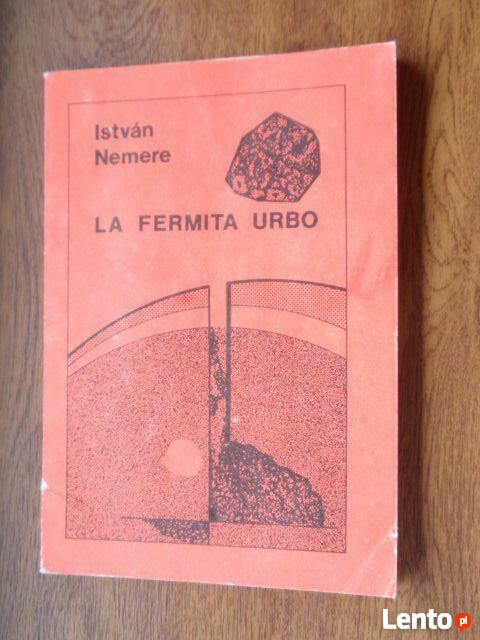 István
Nemere
LA FERMITA URBO
Lento.pl